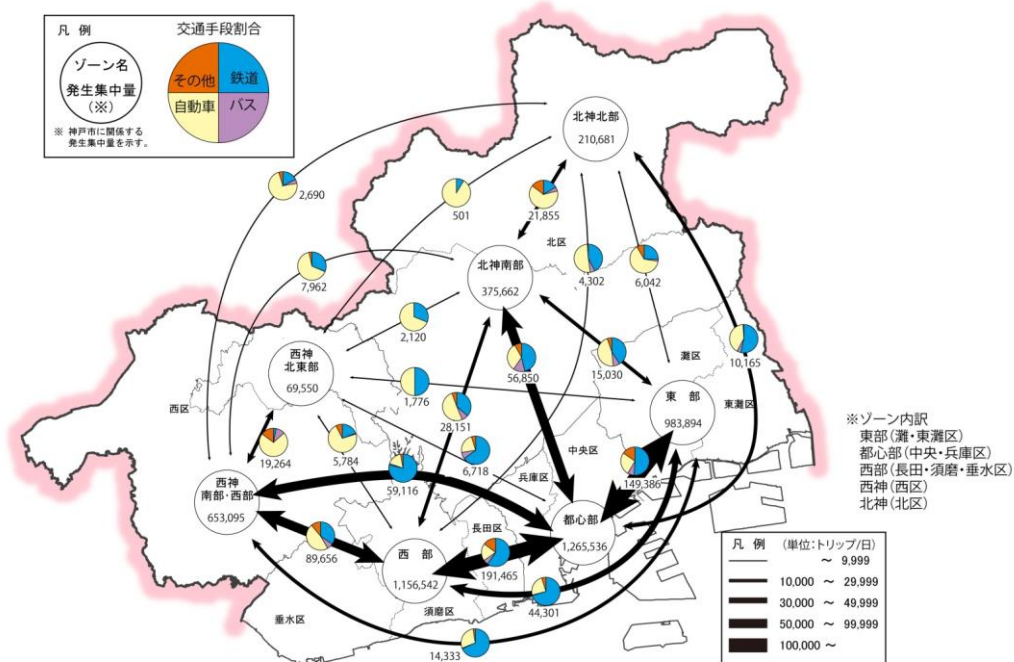 凡 例
交通手段割合
ゾーン名
発生集中量
(※)
※ 神戸市に関係する
発生集中量を示す。
その他
鉄道
自動車
バス
北神北部
210,681
2,690
501
21,855
北区
4,302
6,042
7,962
北神南部
375,662
2,120
10,165
西神
北東部
69,550
56,850
15,030
灘区
1,776
東 部
983,894
東灘区
西区
28,151
19,264
5,784
6,718
中央区
149,386
兵庫区
59,116
西神
南部・西部
653,095
都心部
1,265,536
長田区
89,656
西 部
1,156,542
191,465
44,301
須磨区
垂水区
14,333
※ゾーン内訳
東部(灘・東灘区)
都心部(中央・兵庫区)
西部(長田・須磨・垂水区)
西神(西区)
北神(北区)
凡 例 (単位:トリップ/日)
~ 9,999
10,000 ~ 29,999
30,000 ~ 49,999
50,000 ~ 99,999
100,000 ~